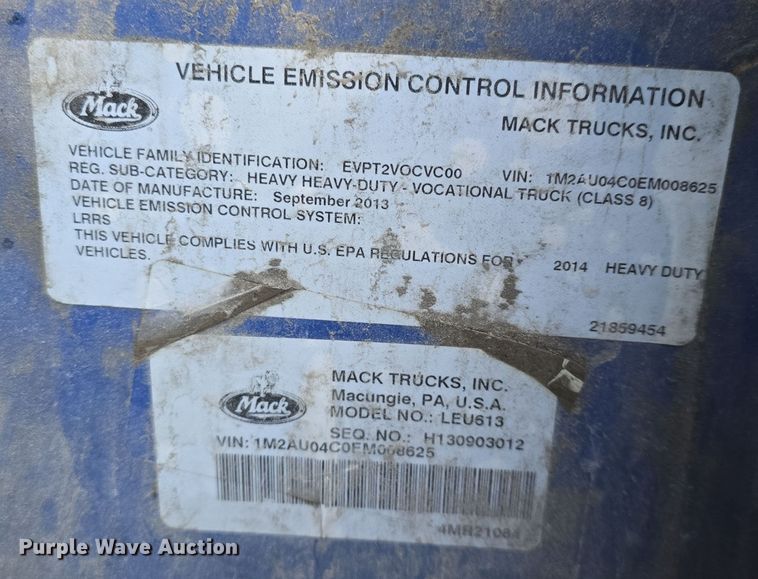 Mack
VEHICLE EMISSION CONTROL INFORMATION
MACK TRUCKS, INC.
VEHICLE FAMILY IDENTIFICATION: EVPT2VOCVC00 VIN: 1M2AU04C0EM008625
REG. SUB-CATEGORY: HEAVY HEAVY-DUTY - VOCATIONAL TRUCK (CLASS 8)
DATE OF MANUFACTURE: September 2013
VEHICLE EMISSION CONTROL SYSTEM:
LRRS
THIS VEHICLE COMPLIES WITH U.S. EPA REGULATIONS FOR 2014 HEAVY DUTY
VEHICLES.
21859454
Mack
MACK TRUCKS, INC.
Macungie, PA, U.S.A.
MODEL NO.: LEU613
SEQ. NO.: H130903012
VIN: 1M2AU04C0EM008625
Purple Wave Auction